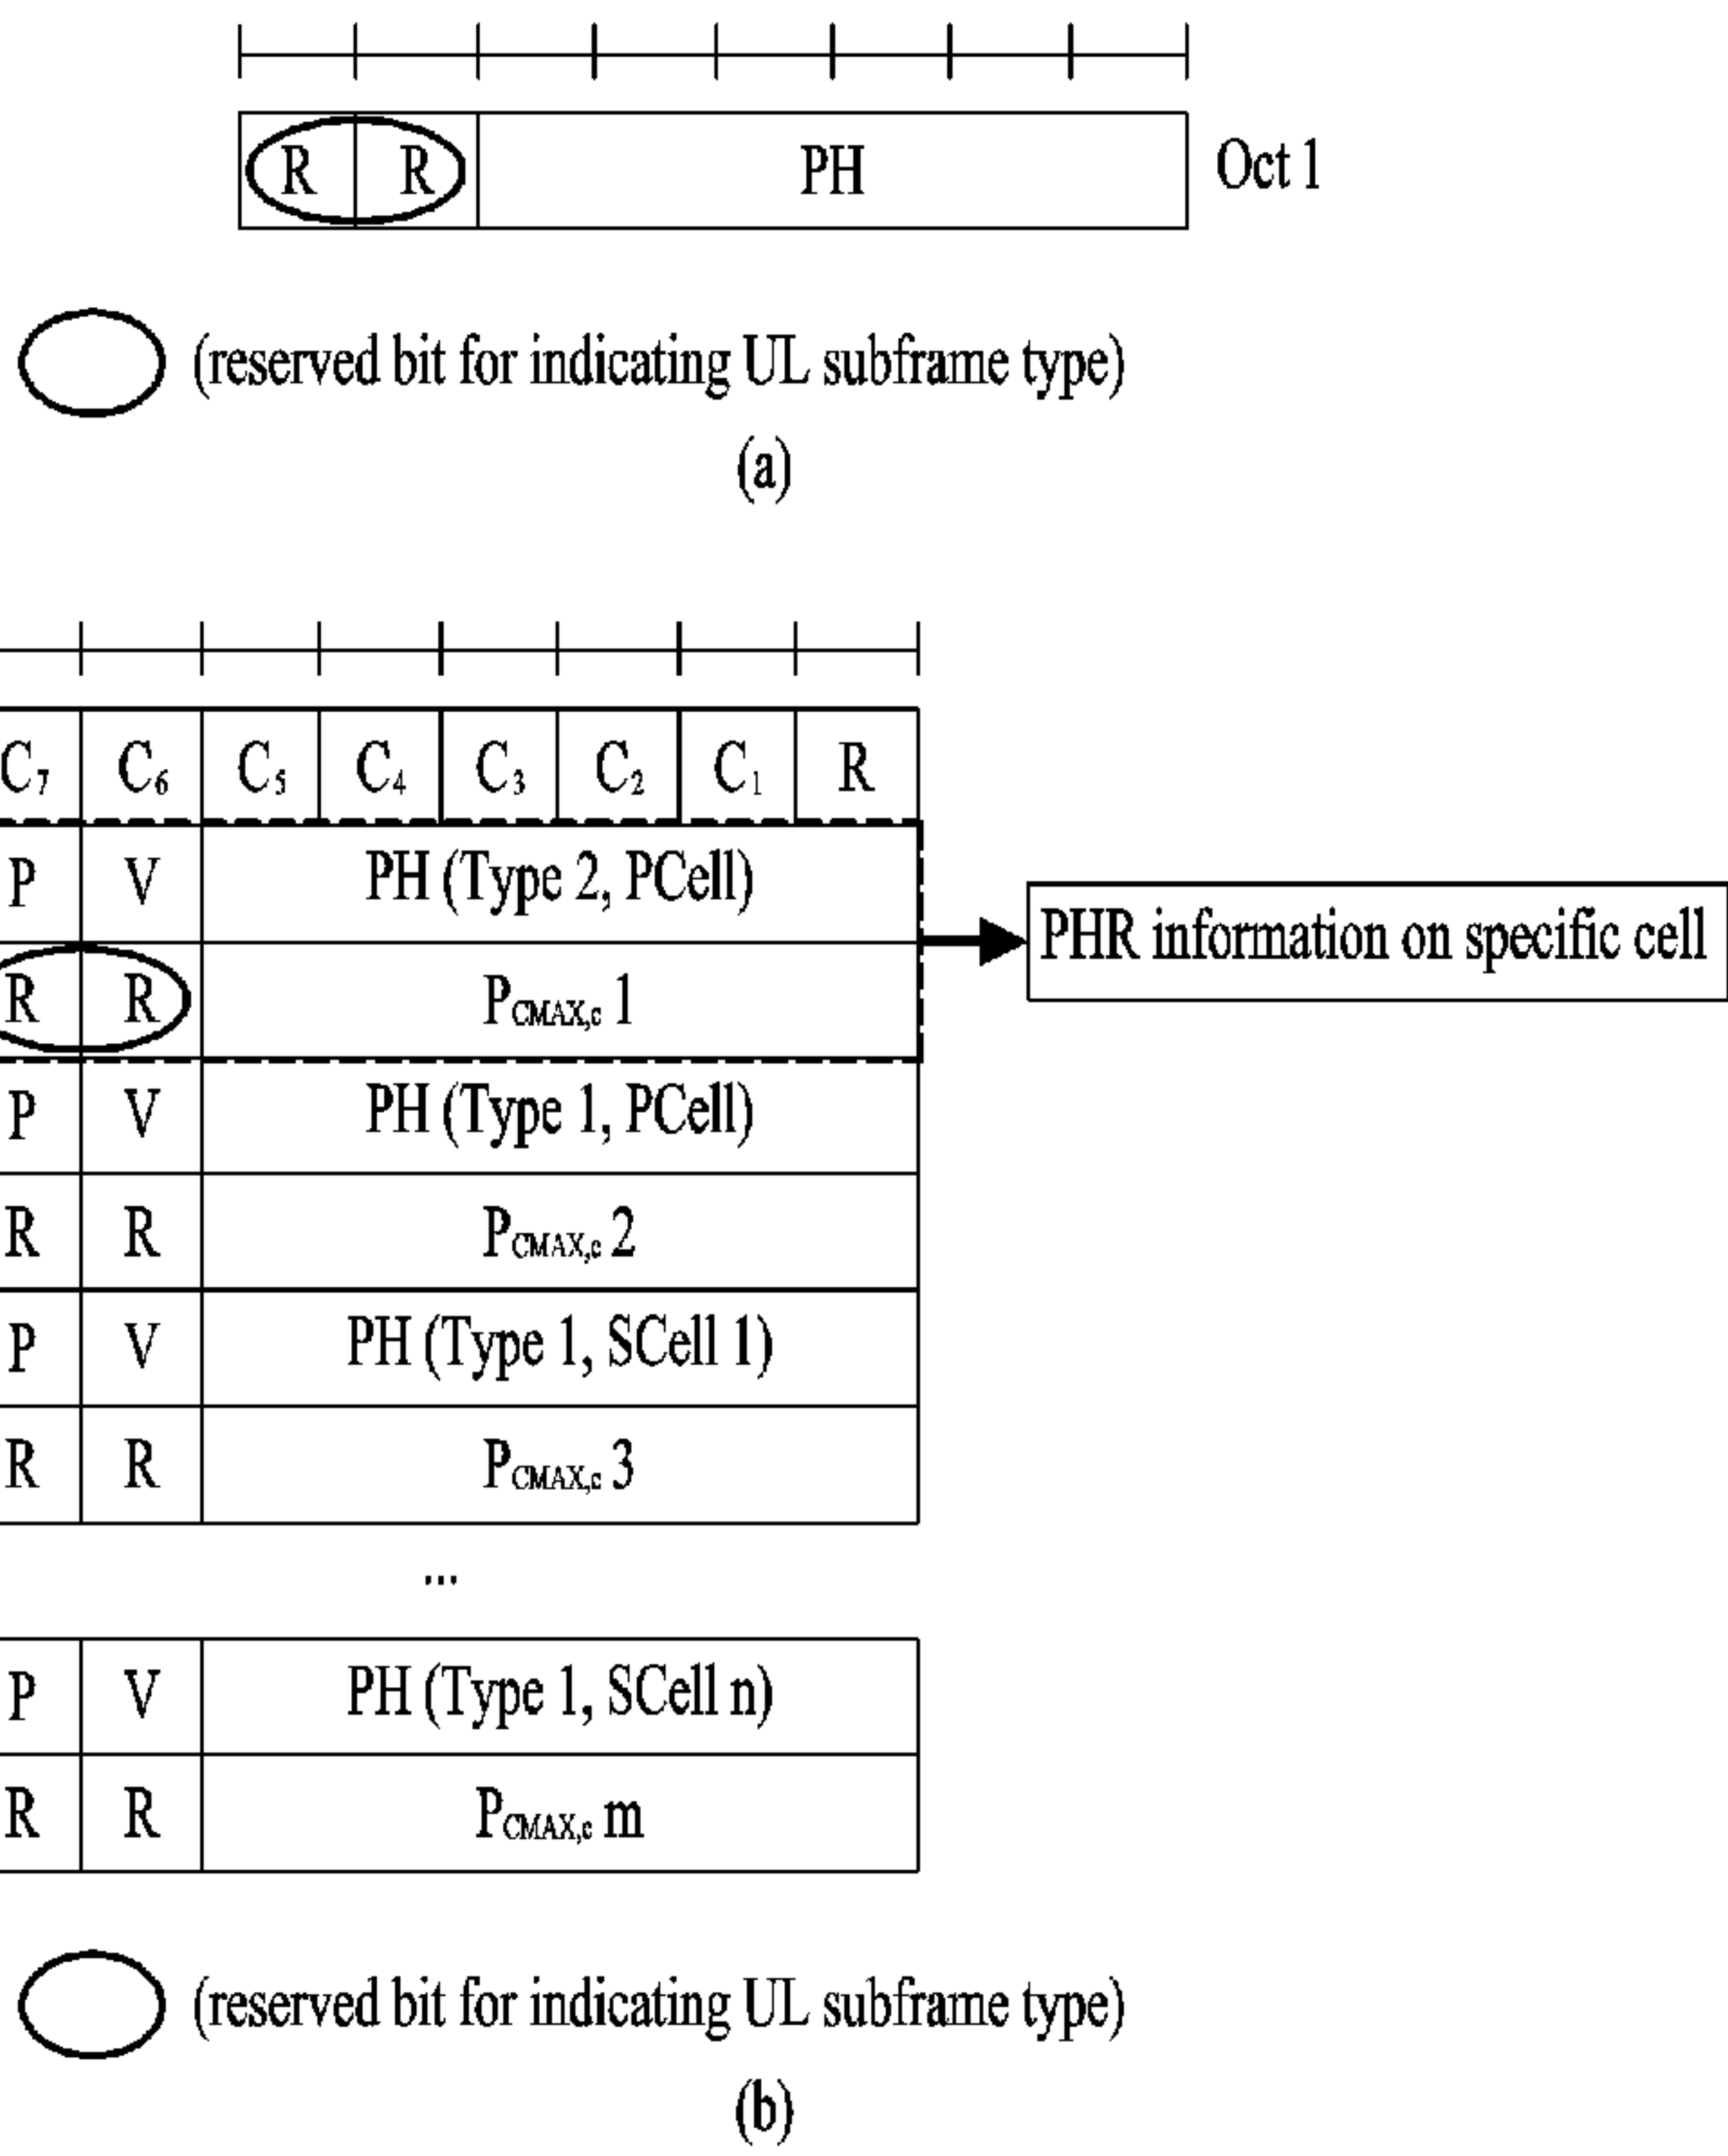 R R PH Oct 1
(reserved bit for indicating UL subframe type)
(a)
C7 C6 C5 C4 C3 C2 C1 R
P V PH (Type 2, PCell)
PHR information on specific cell
R R PCMAX,c 1
P V PH (Type 1, PCell)
R R PCMAX,c 2
P V PH (Type 1, SCell 1)
R R PCMAX,c 3
...
P V PH (Type 1, SCell n)
R R PCMAX,c m
(reserved bit for indicating UL subframe type)
(b)